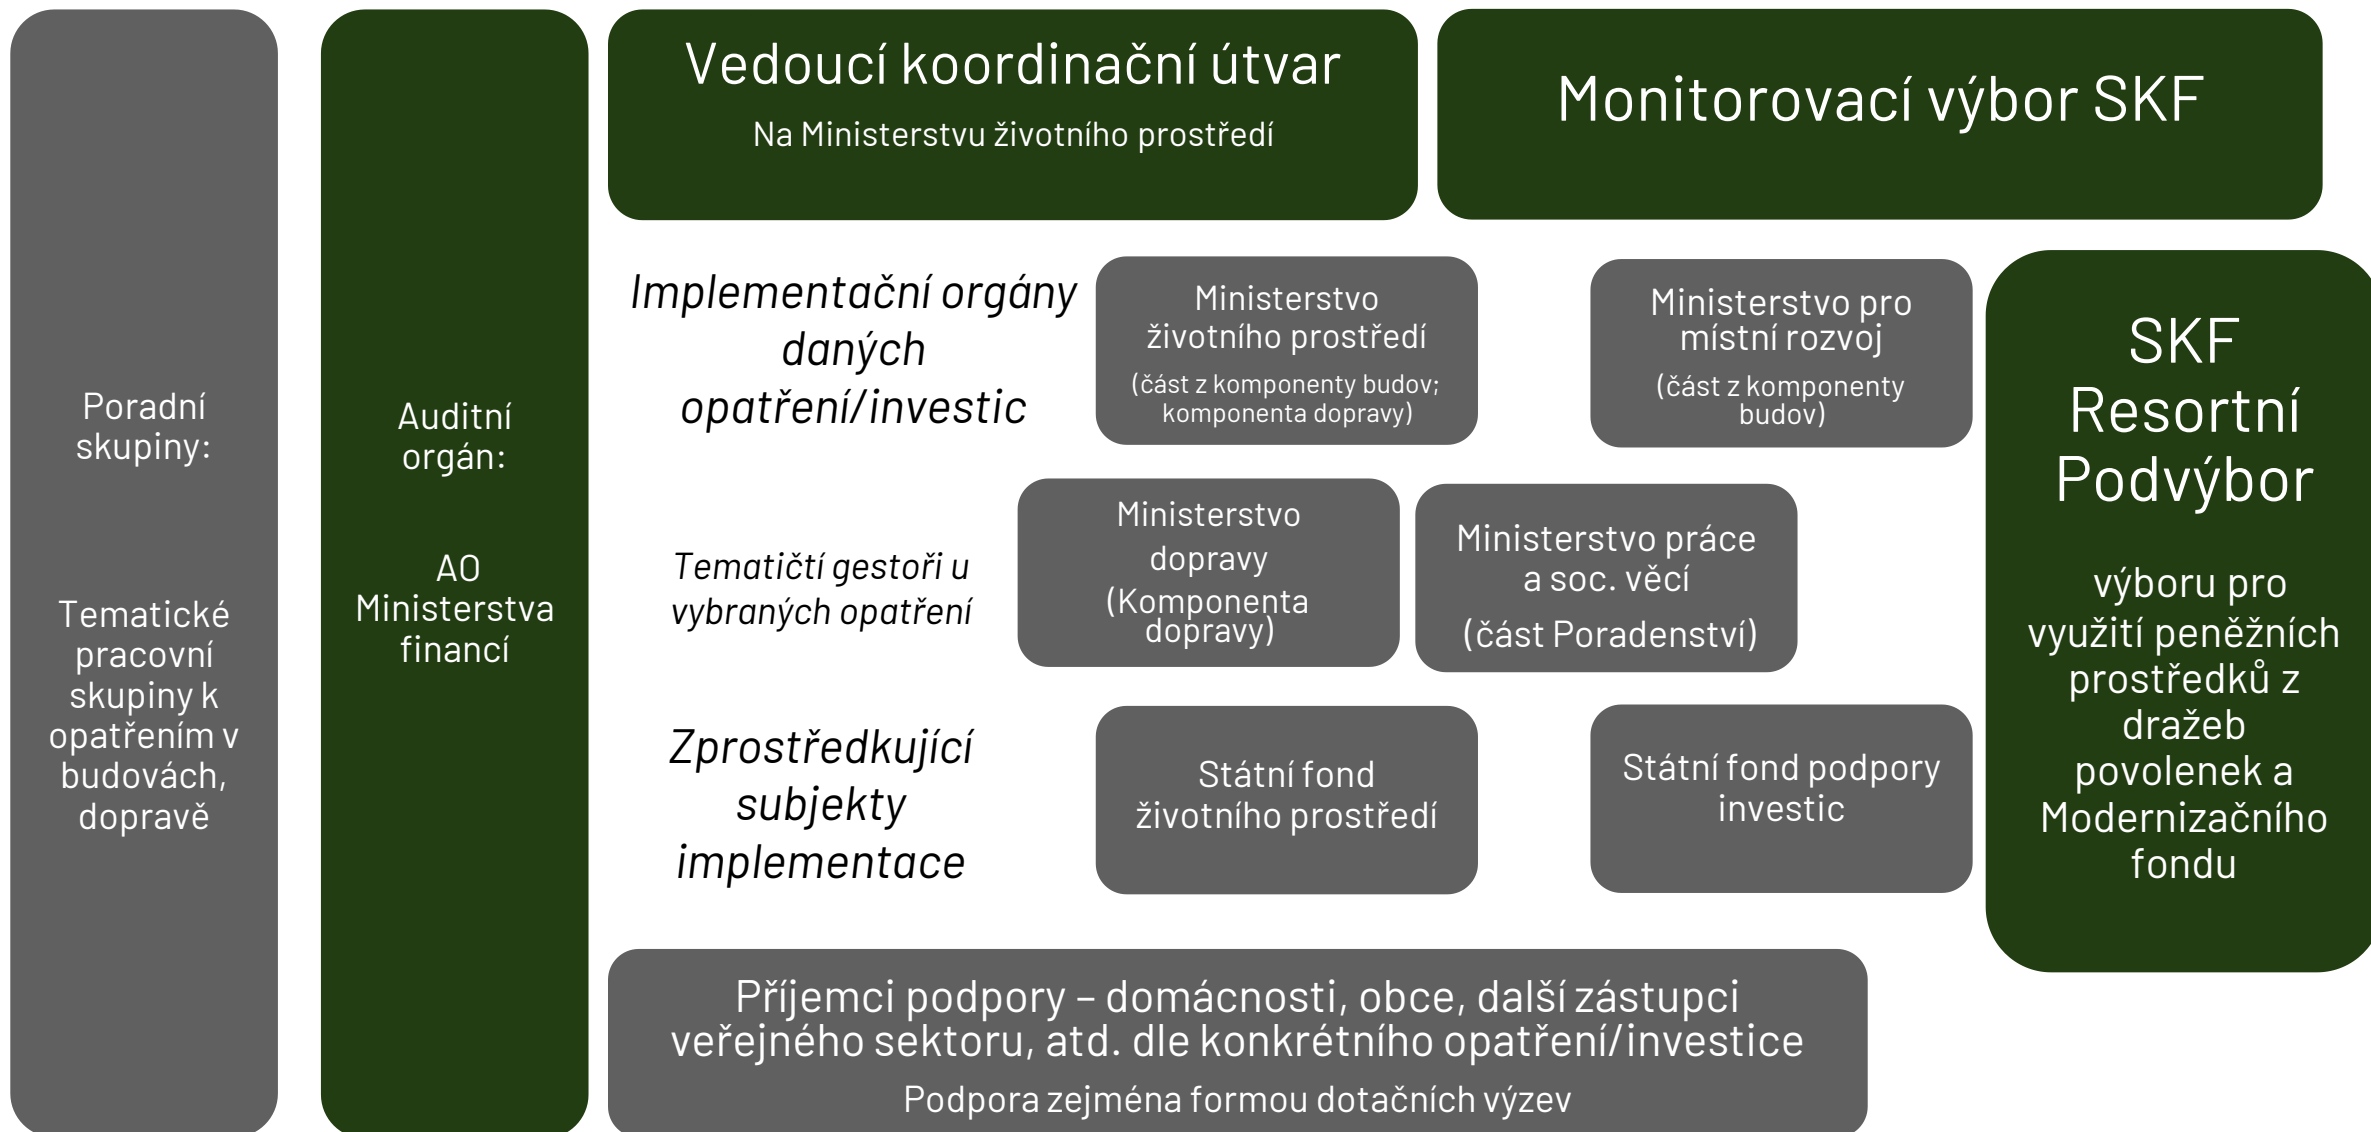 Poradní
skupiny:
Tematické
pracovní
skupiny k
opatřením v
budovách,
dopravě
Auditní
orgán:
AO
Ministerstva
financí
Vedoucí koordinační útvar
Na Ministerstvu životního prostředí
Monitorovací výbor SKF
Implementační orgány
daných
opatření/investic
Ministerstvo
životního prostředí
(část z komponenty budov;
komponenta dopravy)
Ministerstvo pro
místní rozvoj
(část z komponenty
budov)
Tematičtí gestoři u
vybraných opatření
Ministerstvo
dopravy
(Komponenta
dopravy)
Ministerstvo práce
a soc. věcí
(část Poradenství)
Zprostředkující
subjekty
implementace
Státní fond
životního prostředí
Státní fond podpory
investic
SKF
Resortní
Podvýbor
výboru pro
využití peněžních
prostředků z
dražeb
povolenek a
Modernizačního
fondu
Příjemci podpory – domácnosti, obce, další zástupci
veřejného sektoru, atd. dle konkrétního opatření/investice
Podpora zejména formou dotačních výzev